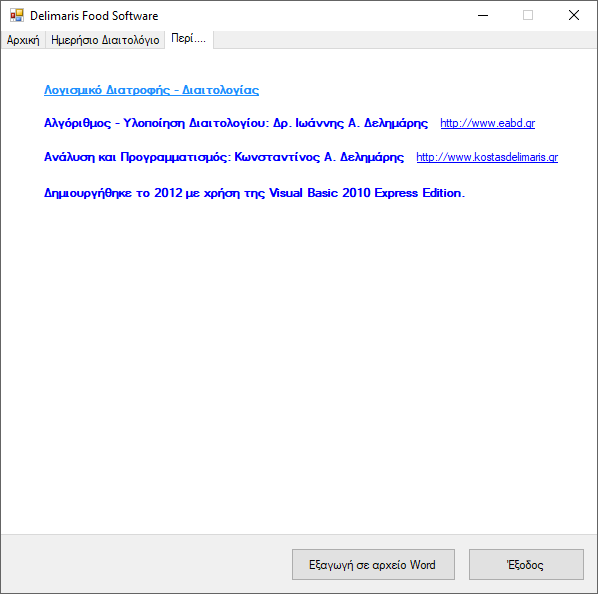 Delimaris Food Software
Αρχική Ημερήσιο Διαιτολόγιο Περί....
Λογισμικό Διατροφής - Διαιτολογίας
Αλγόριθμος - Υλοποίηση Διαιτολογίου: Δρ. Ιωάννης Α. Δελημάρης http://www.eabd.gr
Ανάλυση και Προγραμματισμός: Κωνσταντίνος Α. Δελημάρης http://www.kostasdelimaris.gr
Δημιουργήθηκε το 2012 με χρήση της Visual Basic 2010 Express Edition.
Εξαγωγή σε αρχείο Word Έξοδος